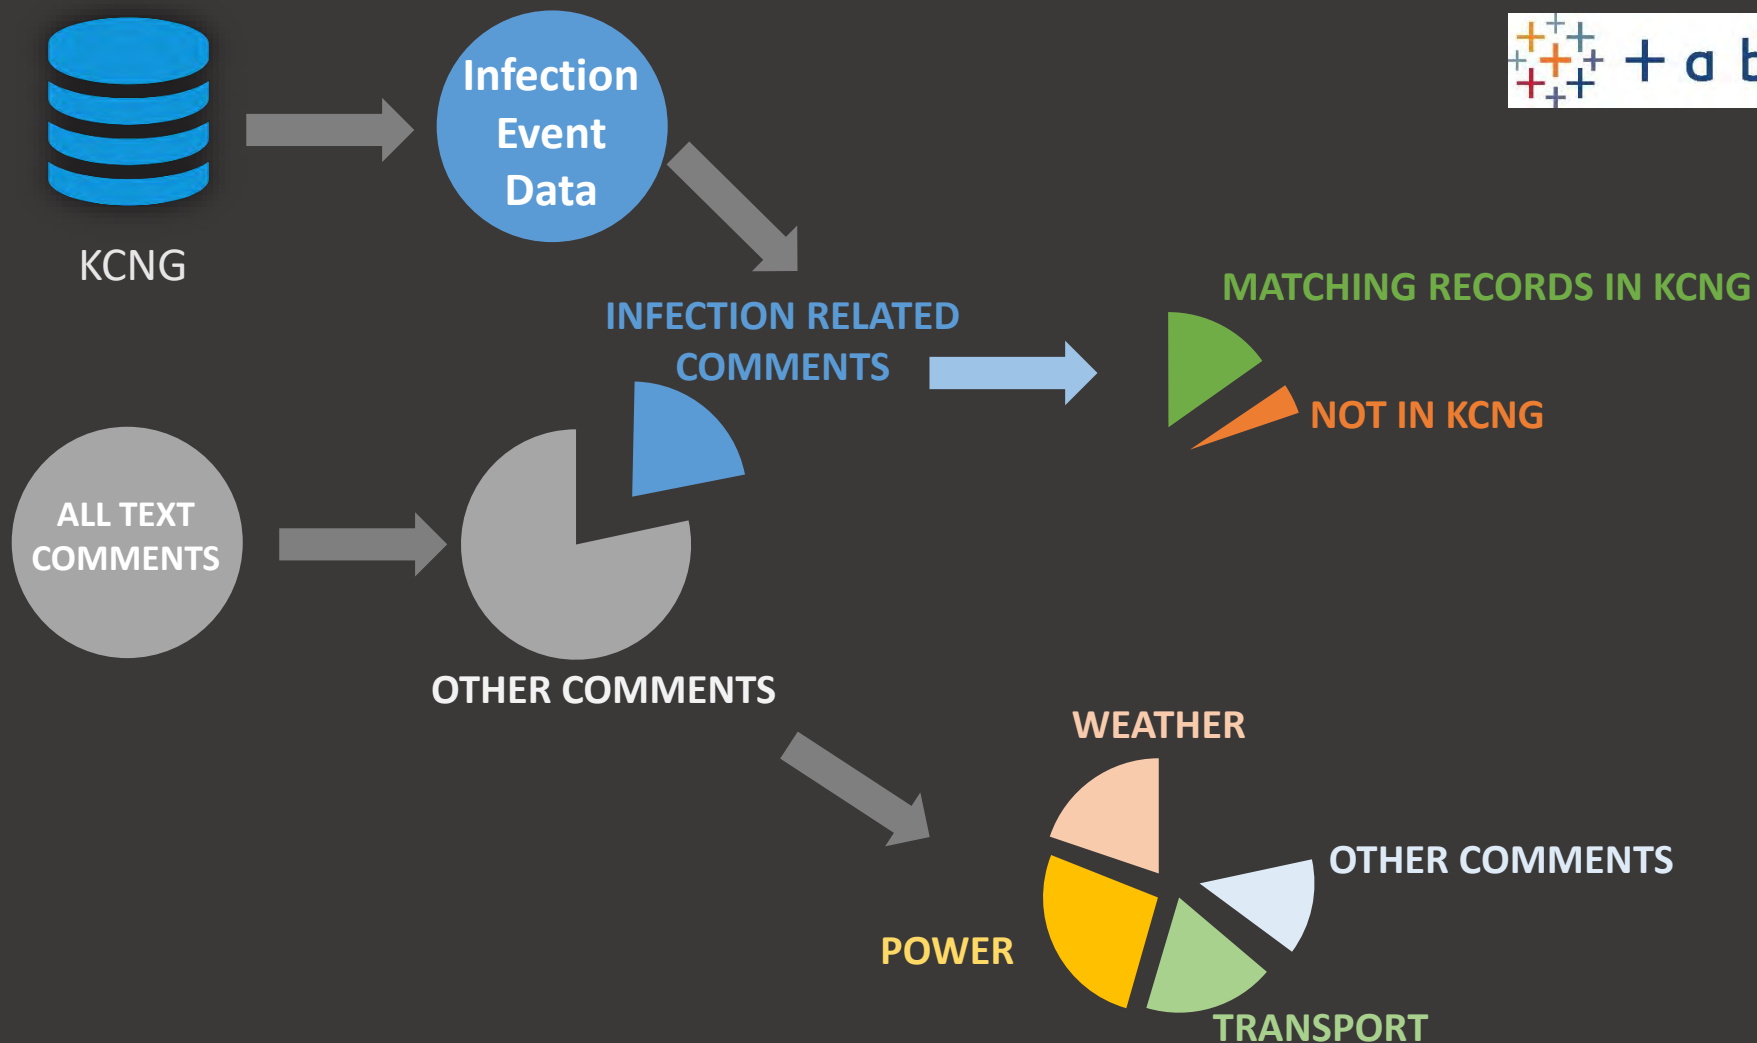 Infection
Event
Data
+ a b
KCNG
MATCHING RECORDS IN KCNG
INFECTION RELATED
COMMENTS
NOT IN KCNG
ALL TEXT
COMMENTS
OTHER COMMENTS
WEATHER
OTHER COMMENTS
POWER
TRANSPORT